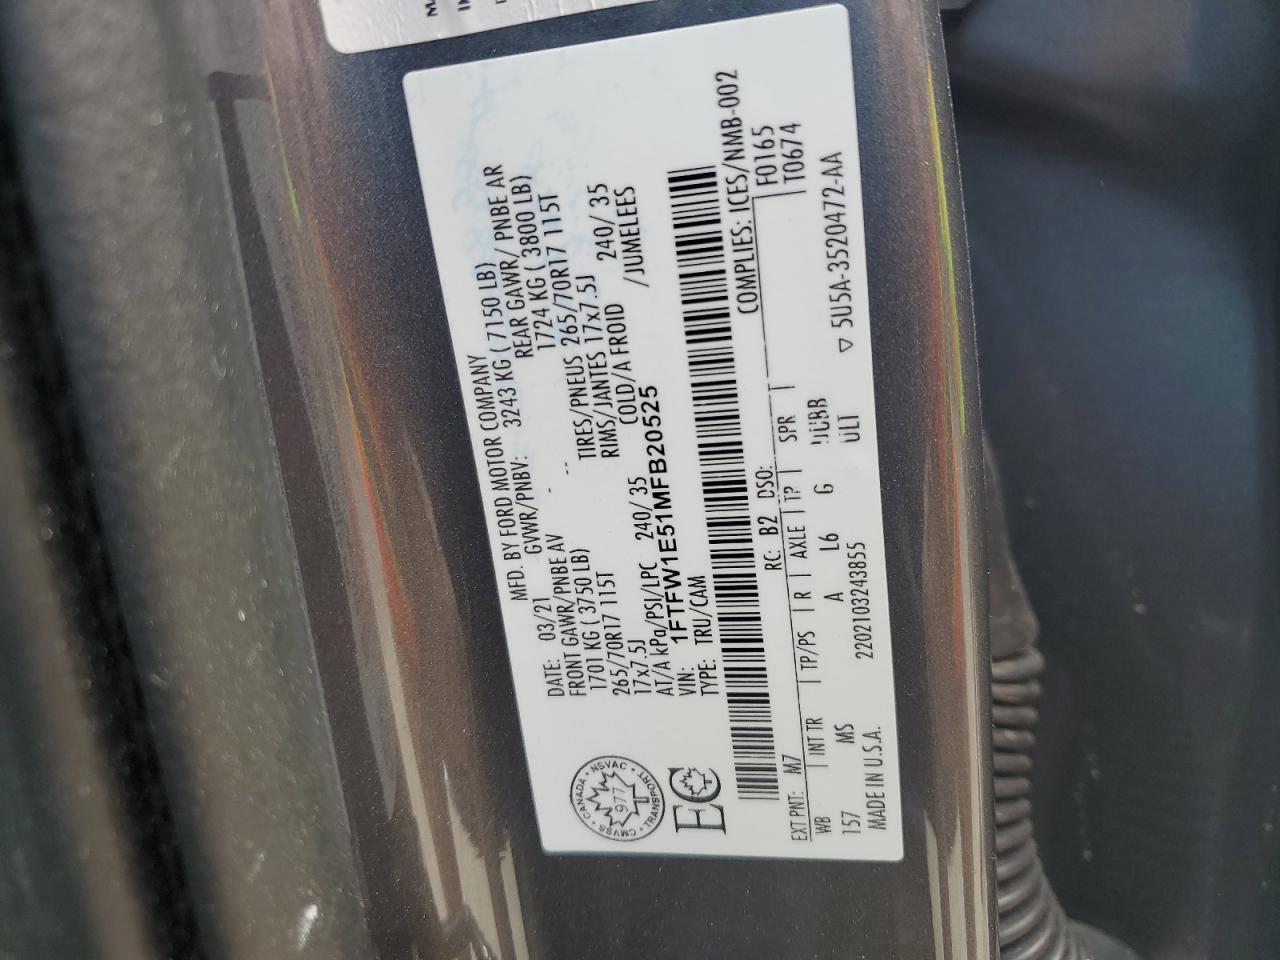 MFD. BY FORD MOTOR COMPANY
DATE: 03/21 GVWR/PNBV: 3243 KG ( 7150 LB)
FRONT GAWR/PNBE AV REAR GAWR/ PNBE AR
1701 KG ( 3750 LB) 1724 KG ( 3800 LB)
265/70R17 115T TIRES/PNEUS 265/70R17 115T
17x7.5J RIMS/JANTES 17x7.5J
AT/A kPa/PSI/LPC 240/ 35 COLD/A FROID 240/ 35
VIN: 1FTFW1E51MFB20525 /JUMELEES
TYPE: TRU/CAM
CANADA • NSVAC • TRANSPORT • CMVSS •
977
EC
COMPLIES: ICES/NMB-002
EXT PNT: M7 RC: B2 DSO: F0165
WB INT TR TP/PS R AXLE TP SPR T0674
157 MS A L6 G
ULT
MADE IN U.S.A. 2202103243855 ▽ 5U5A-3520472-AA